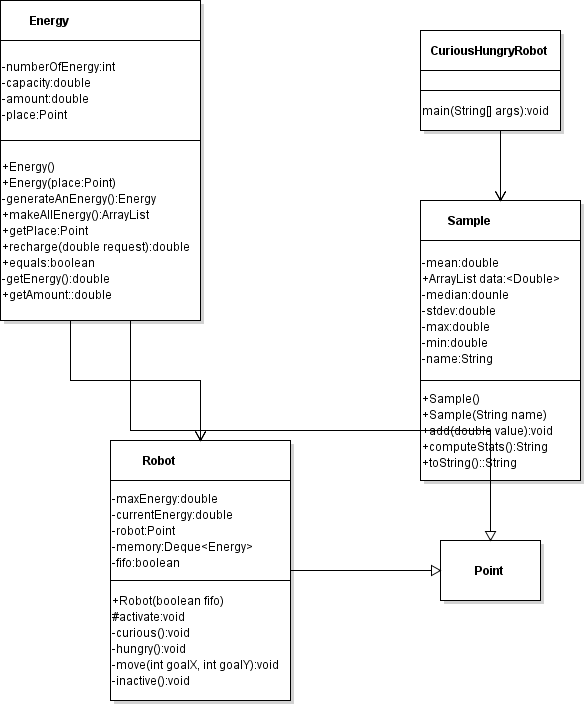 Energy
-numberOfEnergy:int
-capacity:double
-amount:double
-place:Point
+Energy()
+Energy(place:Point)
-generateAnEnergy():Energy
+makeAllEnergy():ArrayList
+getPlace:Point
+recharge(double request):double
+equals:boolean
-getEnergy():double
+getAmount::double
CuriousHungryRobot
main(String[] args):void
Sample
-mean:double
+ArrayList data:<Double>
-median:dounle
-stdev:double
-max:double
-min:double
-name:String
+Sample()
+Sample(String name)
+add(double value):void
+computeStats():String
+toString()::String
Robot
-maxEnergy:double
-currentEnergy:double
-robot:Point
-memory:Deque<Energy>
-fifo:boolean
+Robot(boolean fifo)
#activate:void
-curious():void
-hungry():void
-move(int goalX, int goalY):void
-inactive():void
Point